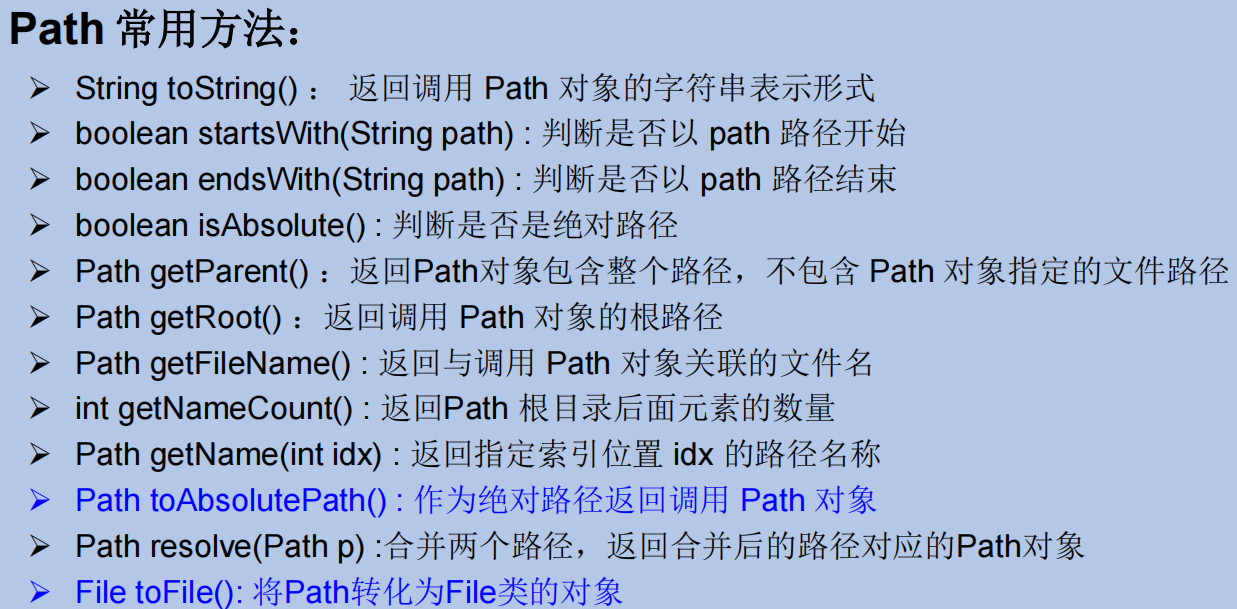 Path 常用方法：
➢ String toString() ： 返回调用 Path 对象的字符串表示形式
➢ boolean startsWith(String path) : 判断是否以 path 路径开始
➢ boolean endsWith(String path) : 判断是否以 path 路径结束
➢ boolean isAbsolute() : 判断是否是绝对路径
➢ Path getParent() ：返回Path对象包含整个路径，不包含 Path 对象指定的文件路径
➢ Path getRoot() ：返回调用 Path 对象的根路径
➢ Path getFileName() : 返回与调用 Path 对象关联的文件名
➢ int getNameCount() : 返回Path 根目录后面元素的数量
➢ Path getName(int idx) : 返回指定索引位置 idx 的路径名称
➢ Path toAbsolutePath() : 作为绝对路径返回调用 Path 对象
➢ Path resolve(Path p) :合并两个路径，返回合并后的路径对应的Path对象
➢ File toFile(): 将Path转化为File类的对象